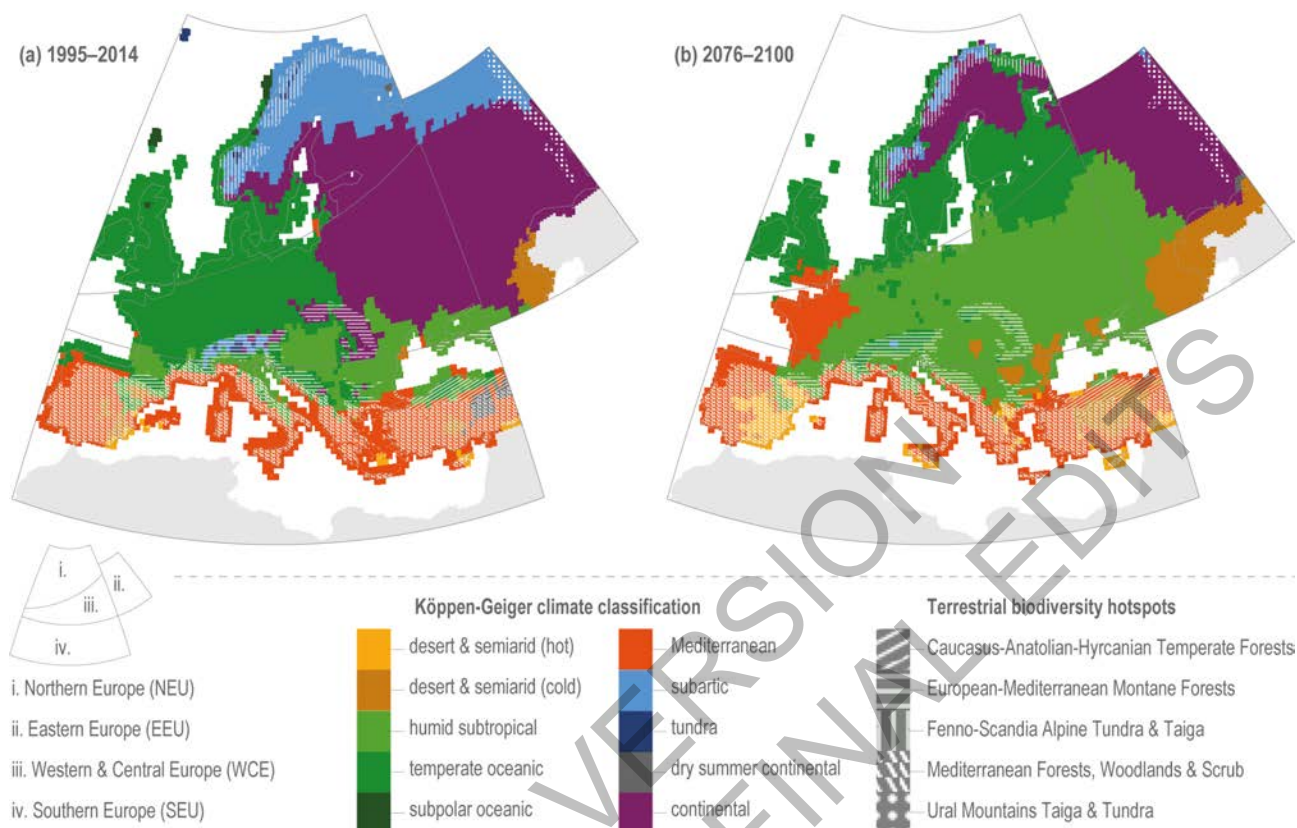 (a) 1995–2014
(b) 2076–2100
i.
ii.
iii.
iv.
i. Northern Europe (NEU)
ii. Eastern Europe (EEU)
iii. Western & Central Europe (WCE)
iv. Southern Europe (SEU)
Köppen-Geiger climate classification
desert & semiarid (hot)
desert & semiarid (cold)
humid subtropical
temperate oceanic
subpolar oceanic
Mediterranean
subartic
tundra
dry summer continental
continental
Terrestrial biodiversity hotspots
Caucasus-Anatolian-Hyrcanian Temperate Forests
European-Mediterranean Montane Forests
Fenno-Scandia Alpine Tundra & Taiga
Mediterranean Forests, Woodlands & Scrub
Ural Mountains Taiga & Tundra
VERSION
FINAL EDITS